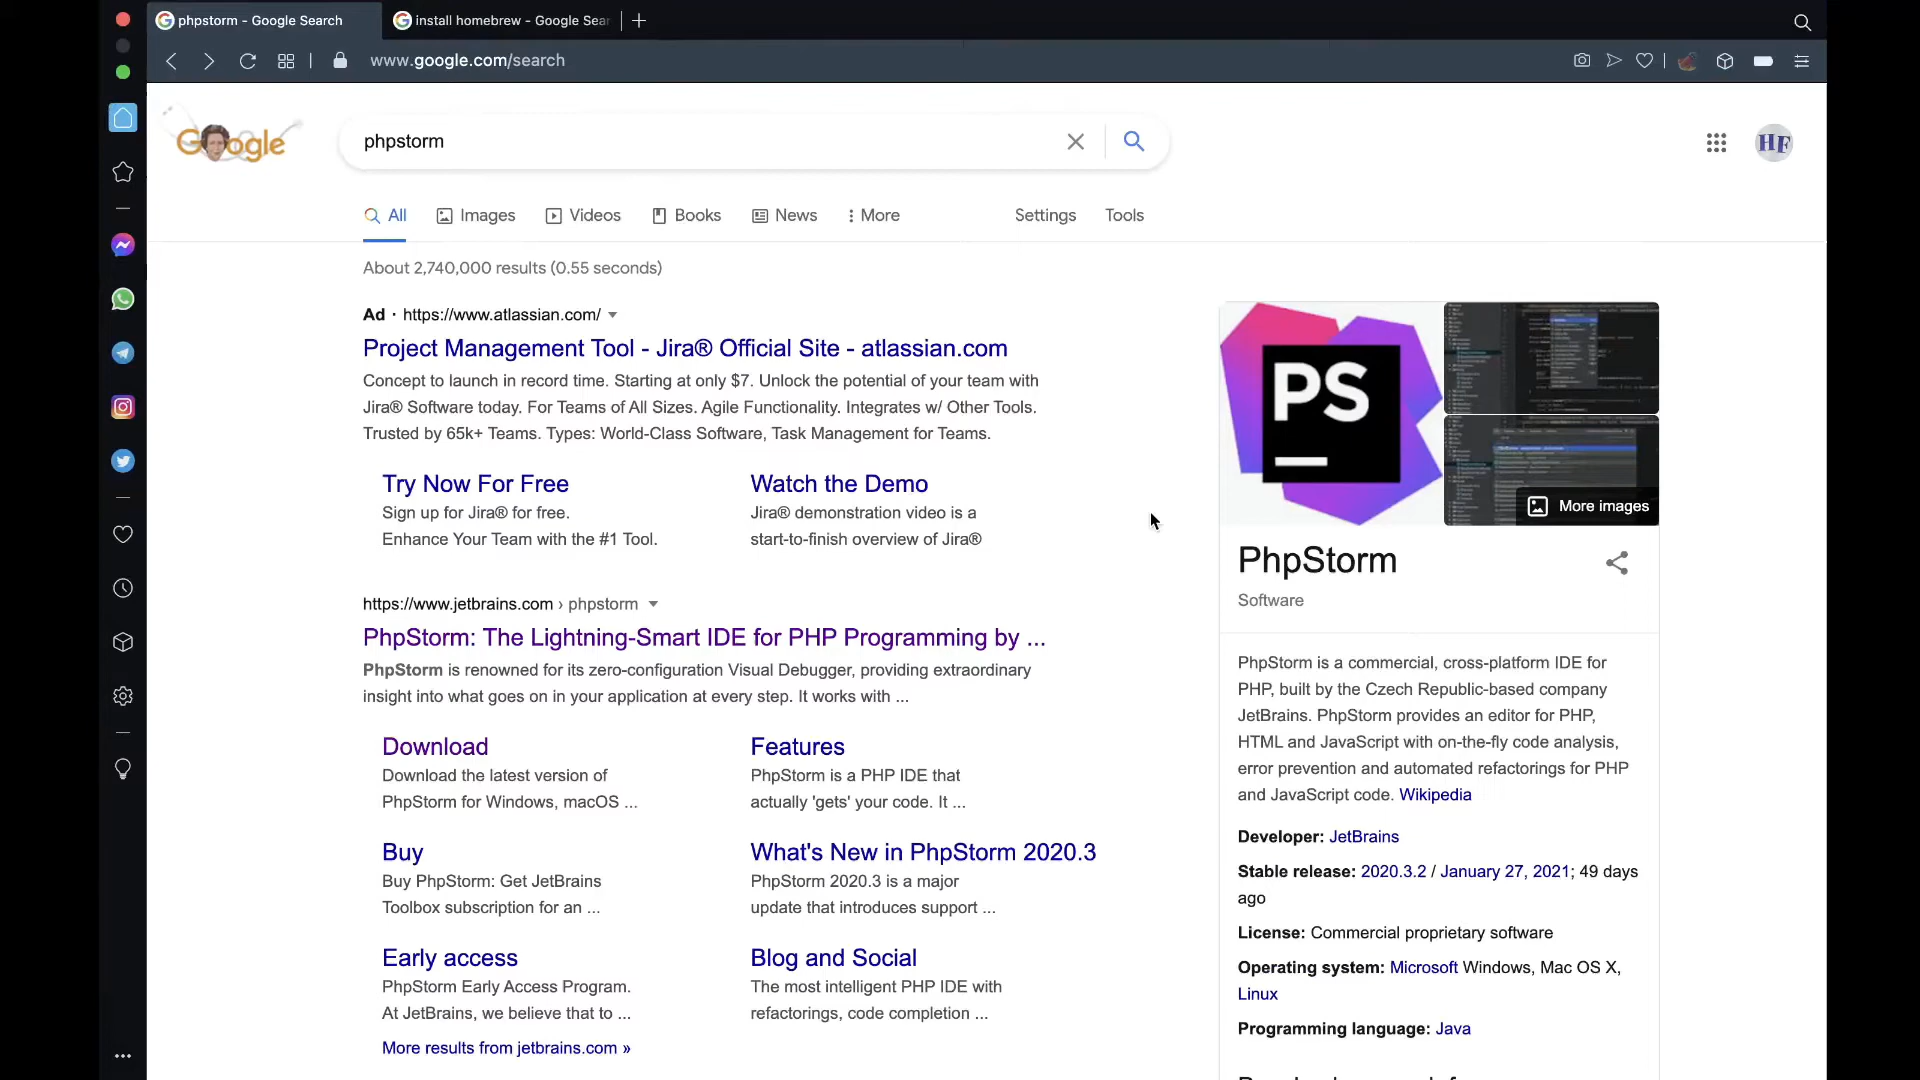 phpstorm - Google Search
install homebrew - Google Sear
www.google.com/search
Google
phpstorm
HF
All
Images
Videos
Books
News
More
Settings
Tools
About 2,740,000 results (0.55 seconds)
Ad · https://www.atlassian.com/
Project Management Tool - Jira® Official Site - atlassian.com
Concept to launch in record time. Starting at only $7. Unlock the potential of your team with
Jira® Software today. For Teams of All Sizes. Agile Functionality. Integrates w/ Other Tools.
Trusted by 65k+ Teams. Types: World-Class Software, Task Management for Teams.
Try Now For Free
Sign up for Jira® for free.
Enhance Your Team with the #1 Tool.
Watch the Demo
Jira® demonstration video is a
start-to-finish overview of Jira®
https://www.jetbrains.com › phpstorm
PhpStorm: The Lightning-Smart IDE for PHP Programming by ...
PhpStorm is renowned for its zero-configuration Visual Debugger, providing extraordinary
insight into what goes on in your application at every step. It works with ...
Download
Download the latest version of
PhpStorm for Windows, macOS ...
Features
PhpStorm is a PHP IDE that
actually 'gets' your code. It ...
Buy
Buy PhpStorm: Get JetBrains
Toolbox subscription for an ...
What's New in PhpStorm 2020.3
PhpStorm 2020.3 is a major
update that introduces support ...
Early access
PhpStorm Early Access Program.
At JetBrains, we believe that to ...
Blog and Social
The most intelligent PHP IDE with
refactorings, code completion ...
More results from jetbrains.com »
PS
More images
PhpStorm
Software
PhpStorm is a commercial, cross-platform IDE for
PHP, built by the Czech Republic-based company
JetBrains. PhpStorm provides an editor for PHP,
HTML and JavaScript with on-the-fly code analysis,
error prevention and automated refactorings for PHP
and JavaScript code. Wikipedia
Developer: JetBrains
Stable release: 2020.3.2 / January 27, 2021; 49 days
ago
License: Commercial proprietary software
Operating system: Microsoft Windows, Mac OS X,
Linux
Programming language: Java